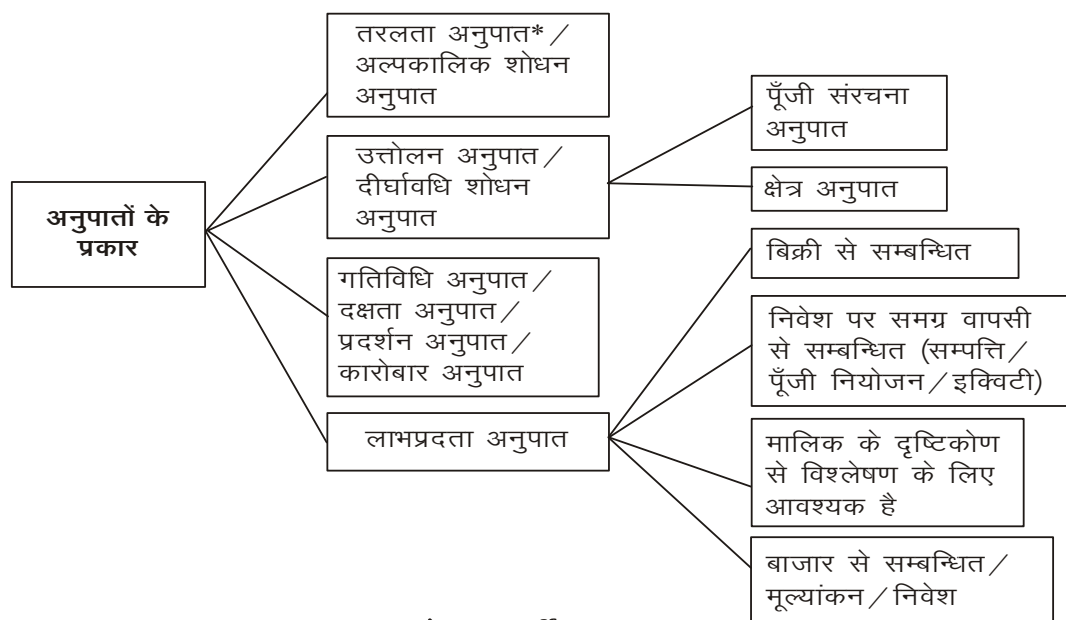 तरलता अनुपात* /
अल्पकालिक शोधन
अनुपात
पूँजी संरचना
अनुपात
उत्तोलन अनुपात /
दीर्घावधि शोधन
अनुपात
क्षेत्र अनुपात
अनुपातों के
प्रकार
बिक्री से सम्बन्धित
गतिविधि अनुपात /
दक्षता अनुपात /
प्रदर्शन अनुपात /
कारोबार अनुपात
निवेश पर समग्र वापसी
से सम्बन्धित (सम्पत्ति /
पूँजी नियोजन / इक्विटी)
लाभप्रदता अनुपात
मालिक के दृष्टिकोण
से विश्लेषण के लिए
आवश्यक है
बाजार से सम्बन्धित /
मूल्यांकन / निवेश